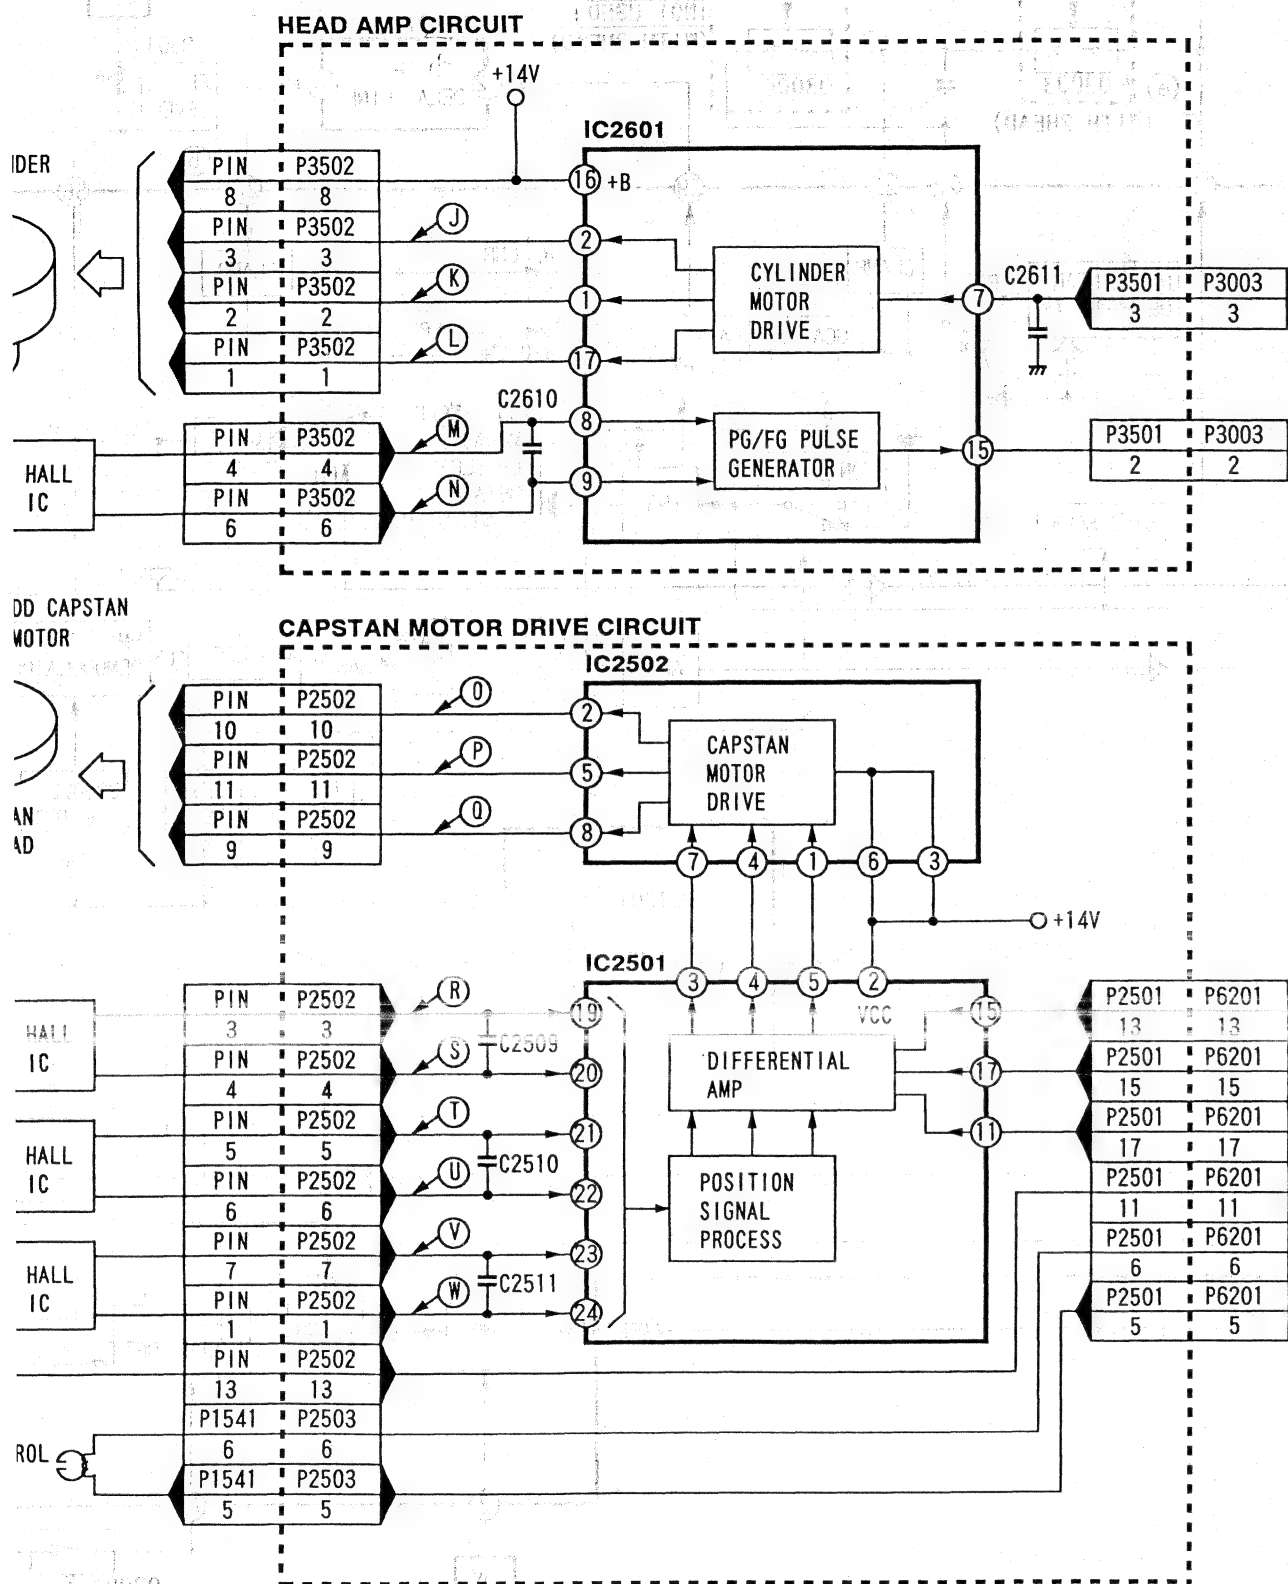 HEAD AMP CIRCUIT
+14V
IC2601
IDER
PIN P3502
8 8
16 +B
PIN P3502
3 3
J
2
PIN P3502
2 2
K
1
PIN P3502
1 1
L
17
CYLINDER
MOTOR
DRIVE
7
C2611
P3501 P3003
3 3
C2610
HALL
IC
PIN P3502
4 4
M
8
PIN P3502
6 6
N
9
PG/FG PULSE
GENERATOR
15
P3501 P3003
2 2
DD CAPSTAN
MOTOR
CAPSTAN MOTOR DRIVE CIRCUIT
IC2502
PIN P2502
10 10
O
2
PIN P2502
11 11
P
5
PIN P2502
9 9
Q
8
AN
AD
CAPSTAN
MOTOR
DRIVE
7 4 1 6 3
+14V
IC2501
3 4 5 2
VCC
HALL
IC
PIN P2502
3 3
R
19
C2509
PIN P2502
4 4
S
20
HALL
IC
PIN P2502
5 5
T
21
C2510
PIN P2502
6 6
U
22
HALL
IC
PIN P2502
7 7
V
23
C2511
PIN P2502
1 1
W
24
PIN P2502
13 13
ROL
P1541 P2503
6 6
P1541 P2503
5 5
DIFFERENTIAL
AMP
POSITION
SIGNAL
PROCESS
15
17
11
P2501 P6201
13 13
P2501 P6201
15 15
P2501 P6201
17 17
P2501 P6201
11 11
P2501 P6201
6 6
P2501 P6201
5 5